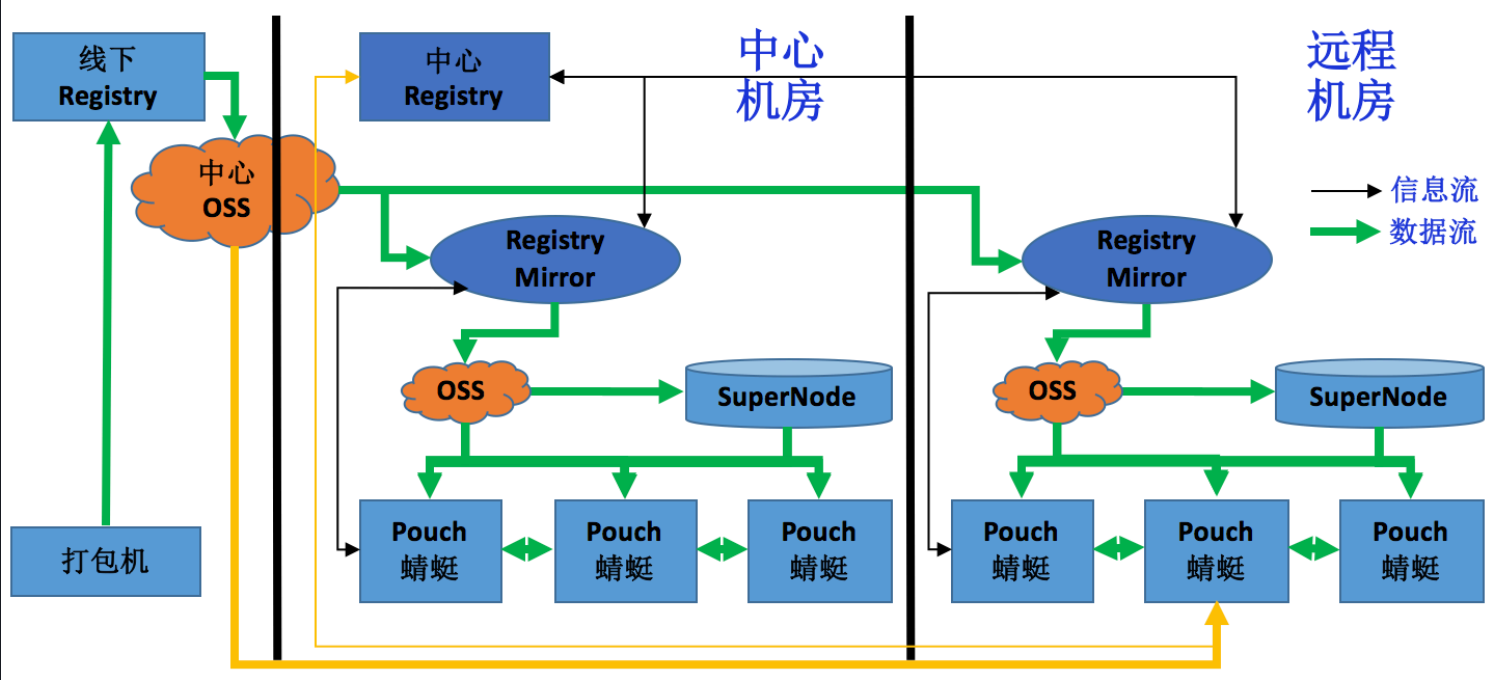 线下
Registry
中心
Registry
中心
机房
远程
机房
中心
OSS
信息流
数据流
Registry
Mirror
Registry
Mirror
OSS
SuperNode
OSS
SuperNode
打包机
Pouch
蜻蜓
Pouch
蜻蜓
Pouch
蜻蜓
Pouch
蜻蜓
Pouch
蜻蜓
Pouch
蜻蜓